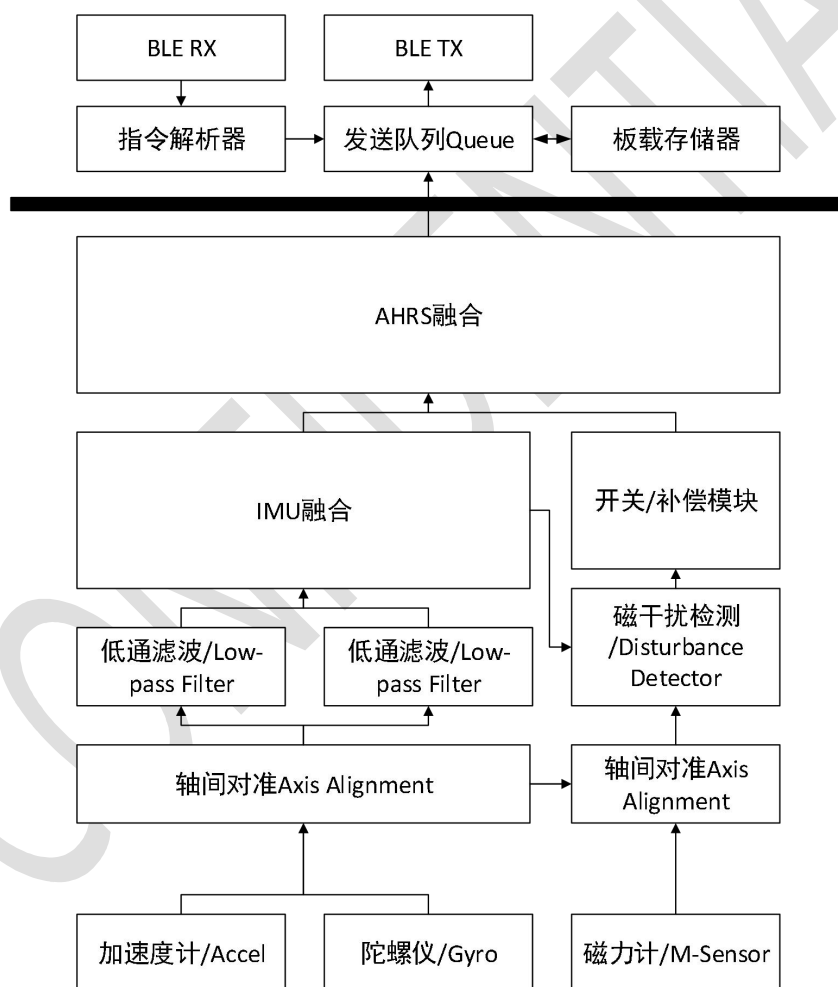 BLE RX
BLE TX
指令解析器
发送队列Queue
板载存储器
AHRS融合
IMU融合
开关/补偿模块
磁干扰检测
/Disturbance
Detector
低通滤波/Low-
pass Filter
低通滤波/Low-
pass Filter
轴间对准Axis Alignment
轴间对准Axis
Alignment
加速度计/Accel
陀螺仪/Gyro
磁力计/M-Sensor
CONFIDENTIA